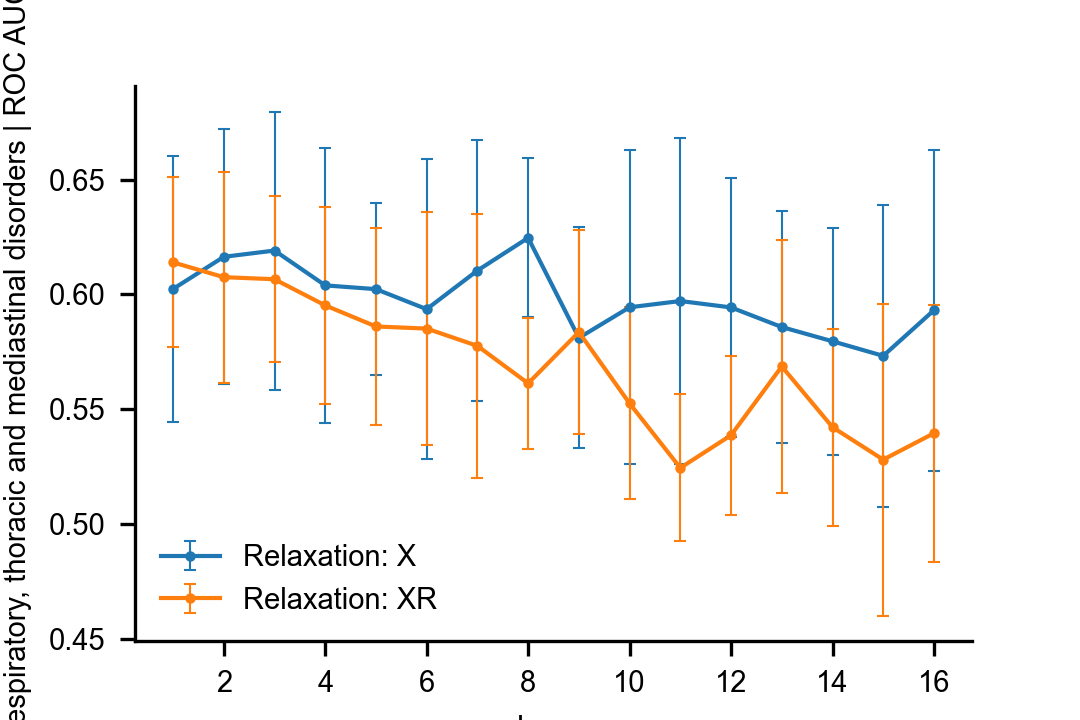 espiratory, thoracic and mediastinal disorders | ROC AUC
0.65
0.60
0.55
0.50
0.45
Relaxation: X
Relaxation: XR
2 4 6 8 10 12 14 16